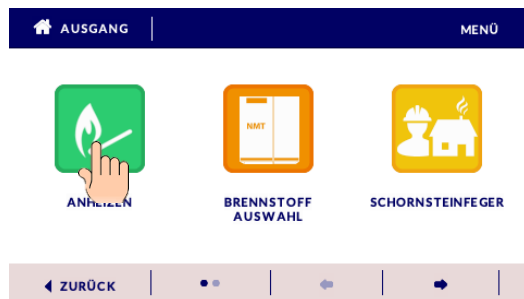 AUSGANG
MENÜ
NMT
ANHEIZEN
BRENNSTOFF
AUSWAHL
SCHORNSTEINFEGER
ZURÜCK